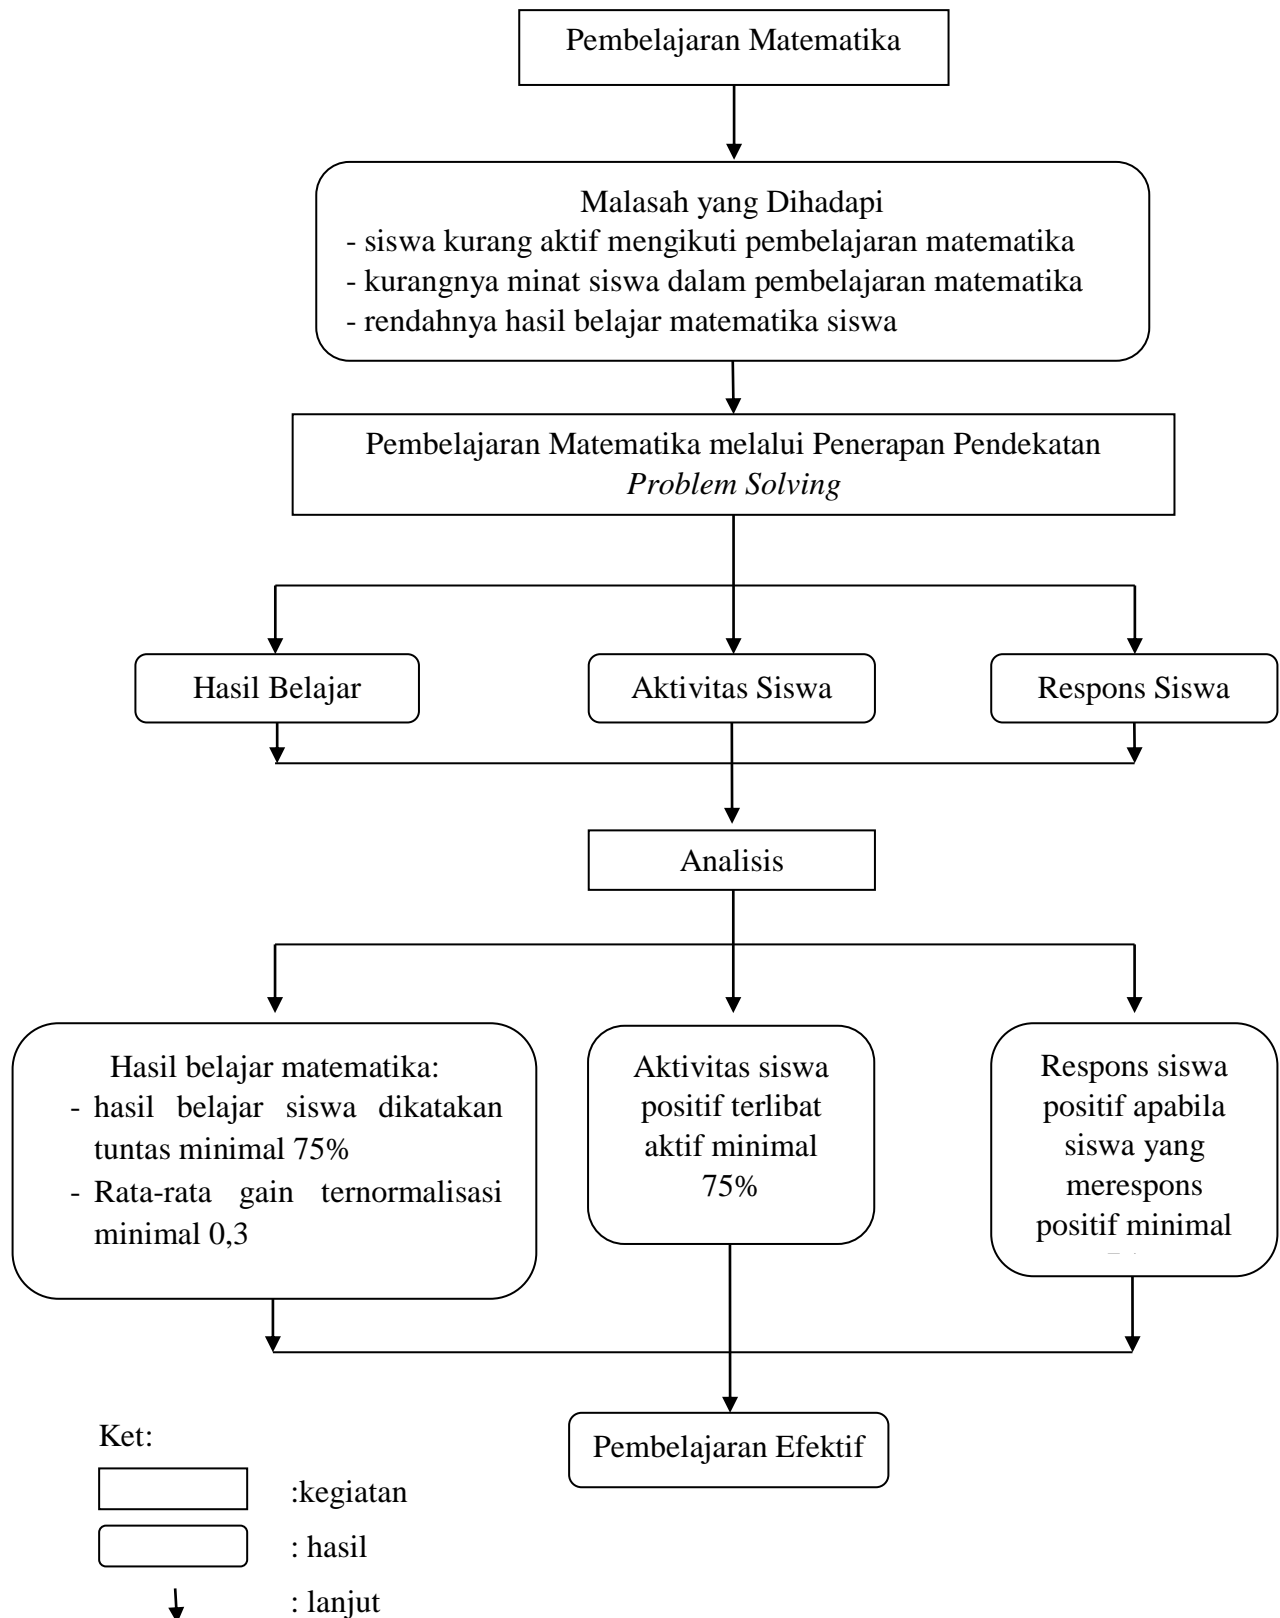 Pembelajaran Matematika
Malasah yang Dihadapi
- siswa kurang aktif mengikuti pembelajaran matematika
- kurangnya minat siswa dalam pembelajaran matematika
- rendahnya hasil belajar matematika siswa
Pembelajaran Matematika melalui Penerapan Pendekatan
Problem Solving
Hasil Belajar
Aktivitas Siswa
Respons Siswa
Analisis
Hasil belajar matematika:
- hasil belajar siswa dikatakan
tuntas minimal 75%
- Rata-rata gain ternormalisasi
minimal 0,3
Aktivitas siswa
positif terlibat
aktif minimal
75%
Respons siswa
positif apabila
siswa yang
merespons
positif minimal
Pembelajaran Efektif
Ket:
:kegiatan
: hasil
: lanjut